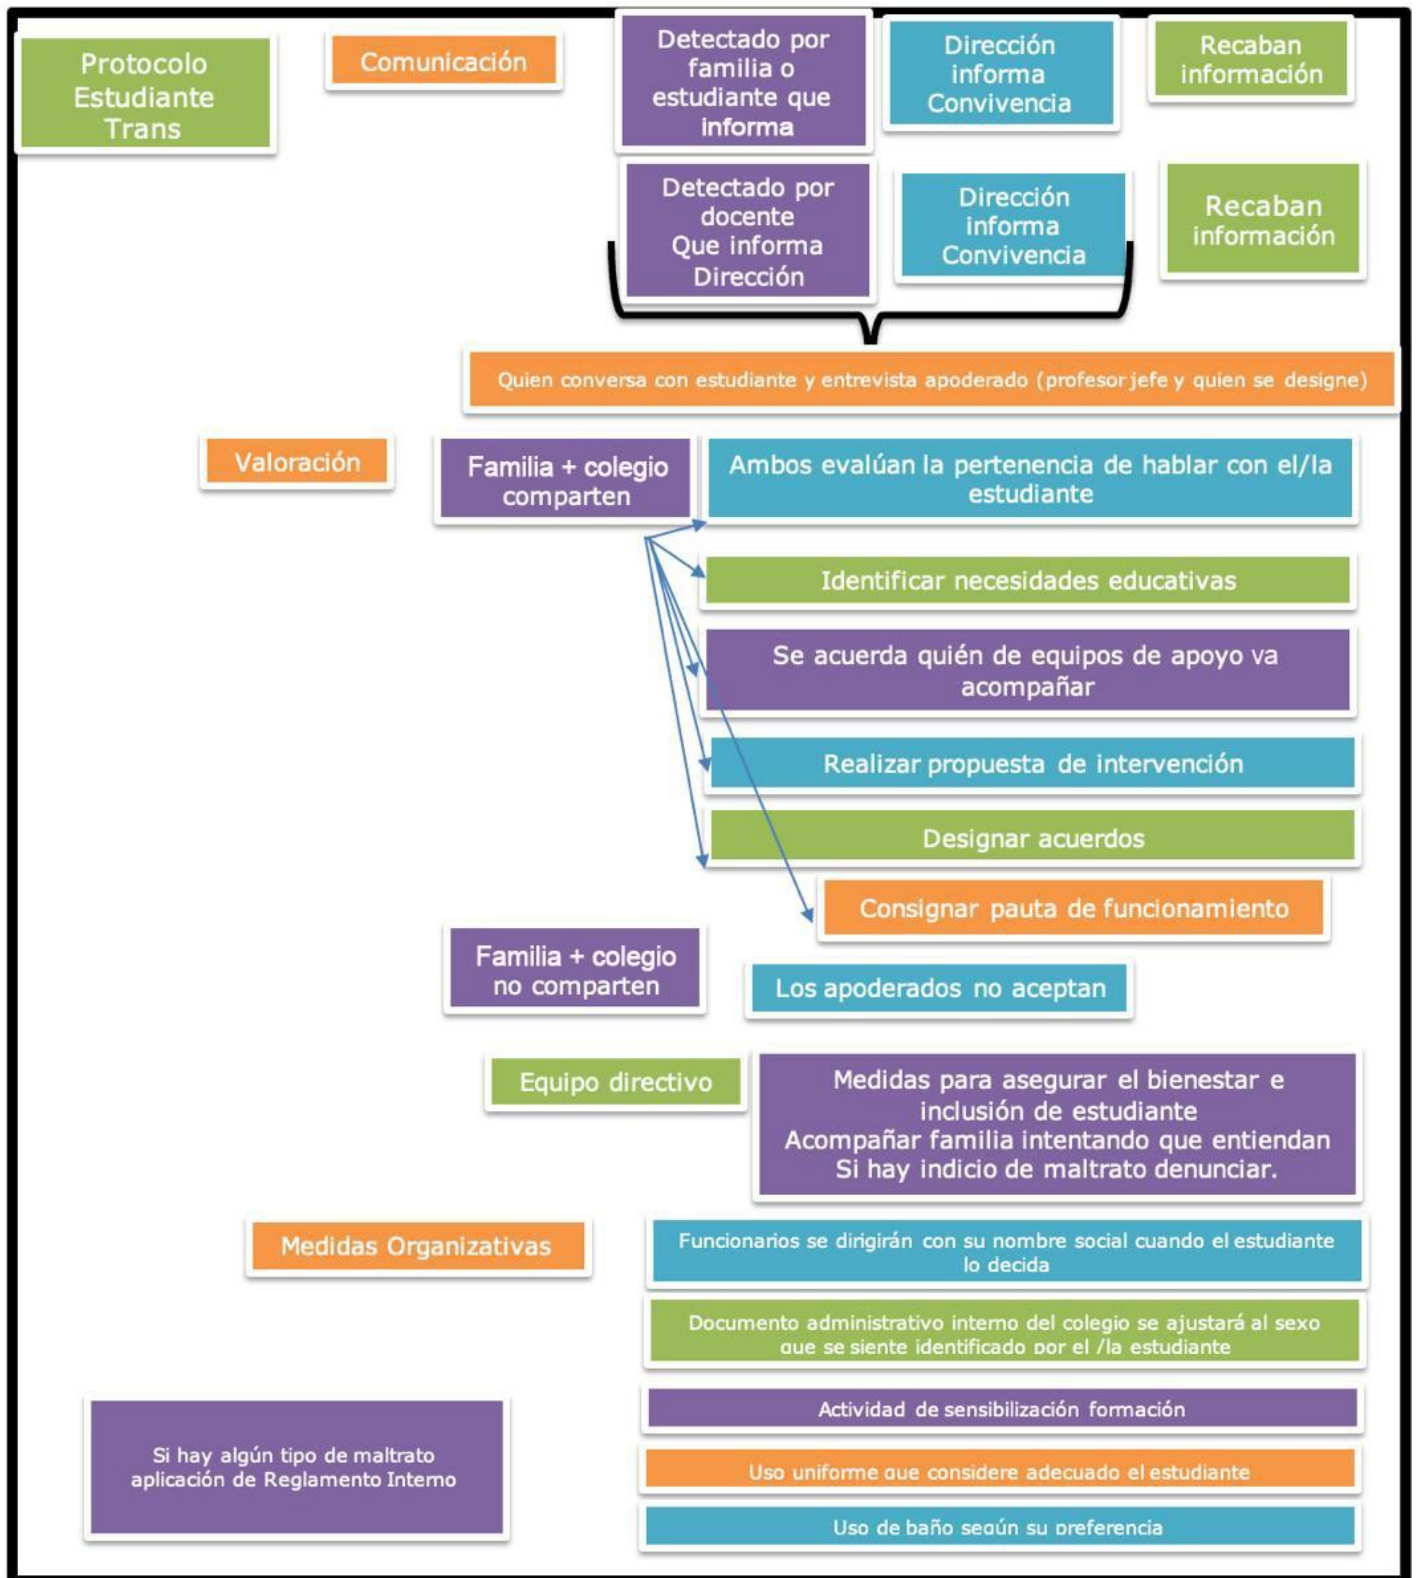 Protocolo
Estudiante
Trans
Comunicación
Detectado por
familia o
estudiante que
informa
Dirección
informa
Convivencia
Recaban
información
Detectado por
docente
Que informa
Dirección
Dirección
informa
Convivencia
Recaban
información
Quien conversa con estudiante y entrevista apoderado (profesor jefe y quien se designe)
Valoración
Familia + colegio
comparten
Ambos evalúan la pertenencia de hablar con el/la
estudiante
Identificar necesidades educativas
Se acuerda quién de equipos de apoyo va
acompañar
Realizar propuesta de intervención
Designar acuerdos
Consignar pauta de funcionamiento
Familia + colegio
no comparten
Los apoderados no aceptan
Equipo directivo
Medidas para asegurar el bienestar e
inclusión de estudiante
Acompañar familia intentando que entiendan
Si hay indicio de maltrato denunciar.
Medidas Organizativas
Funcionarios se dirigirán con su nombre social cuando el estudiante
lo decida
Documento administrativo interno del colegio se ajustará al sexo
que se siente identificado por el /la estudiante
Actividad de sensibilización formación
Si hay algún tipo de maltrato
aplicación de Reglamento Interno
Uso uniforme que considere adecuado el estudiante
Uso de baño según su preferencia